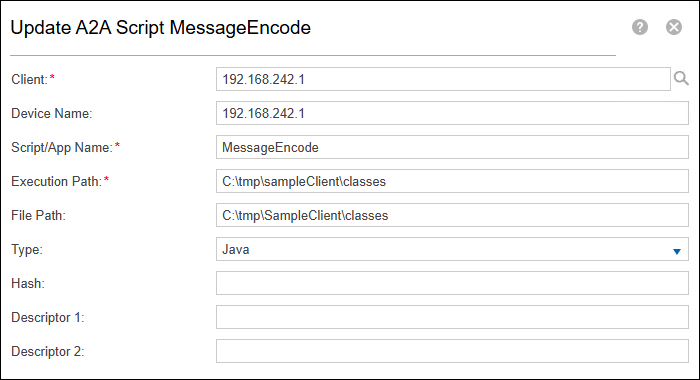 Update A2A Script MessageEncode
Client:* 192.168.242.1
Device Name: 192.168.242.1
Script/App Name:* MessageEncode
Execution Path:* C:\tmp\sampleClient\classes
File Path: C:\tmp\SampleClient\classes
Type: Java
Hash:
Descriptor 1:
Descriptor 2: